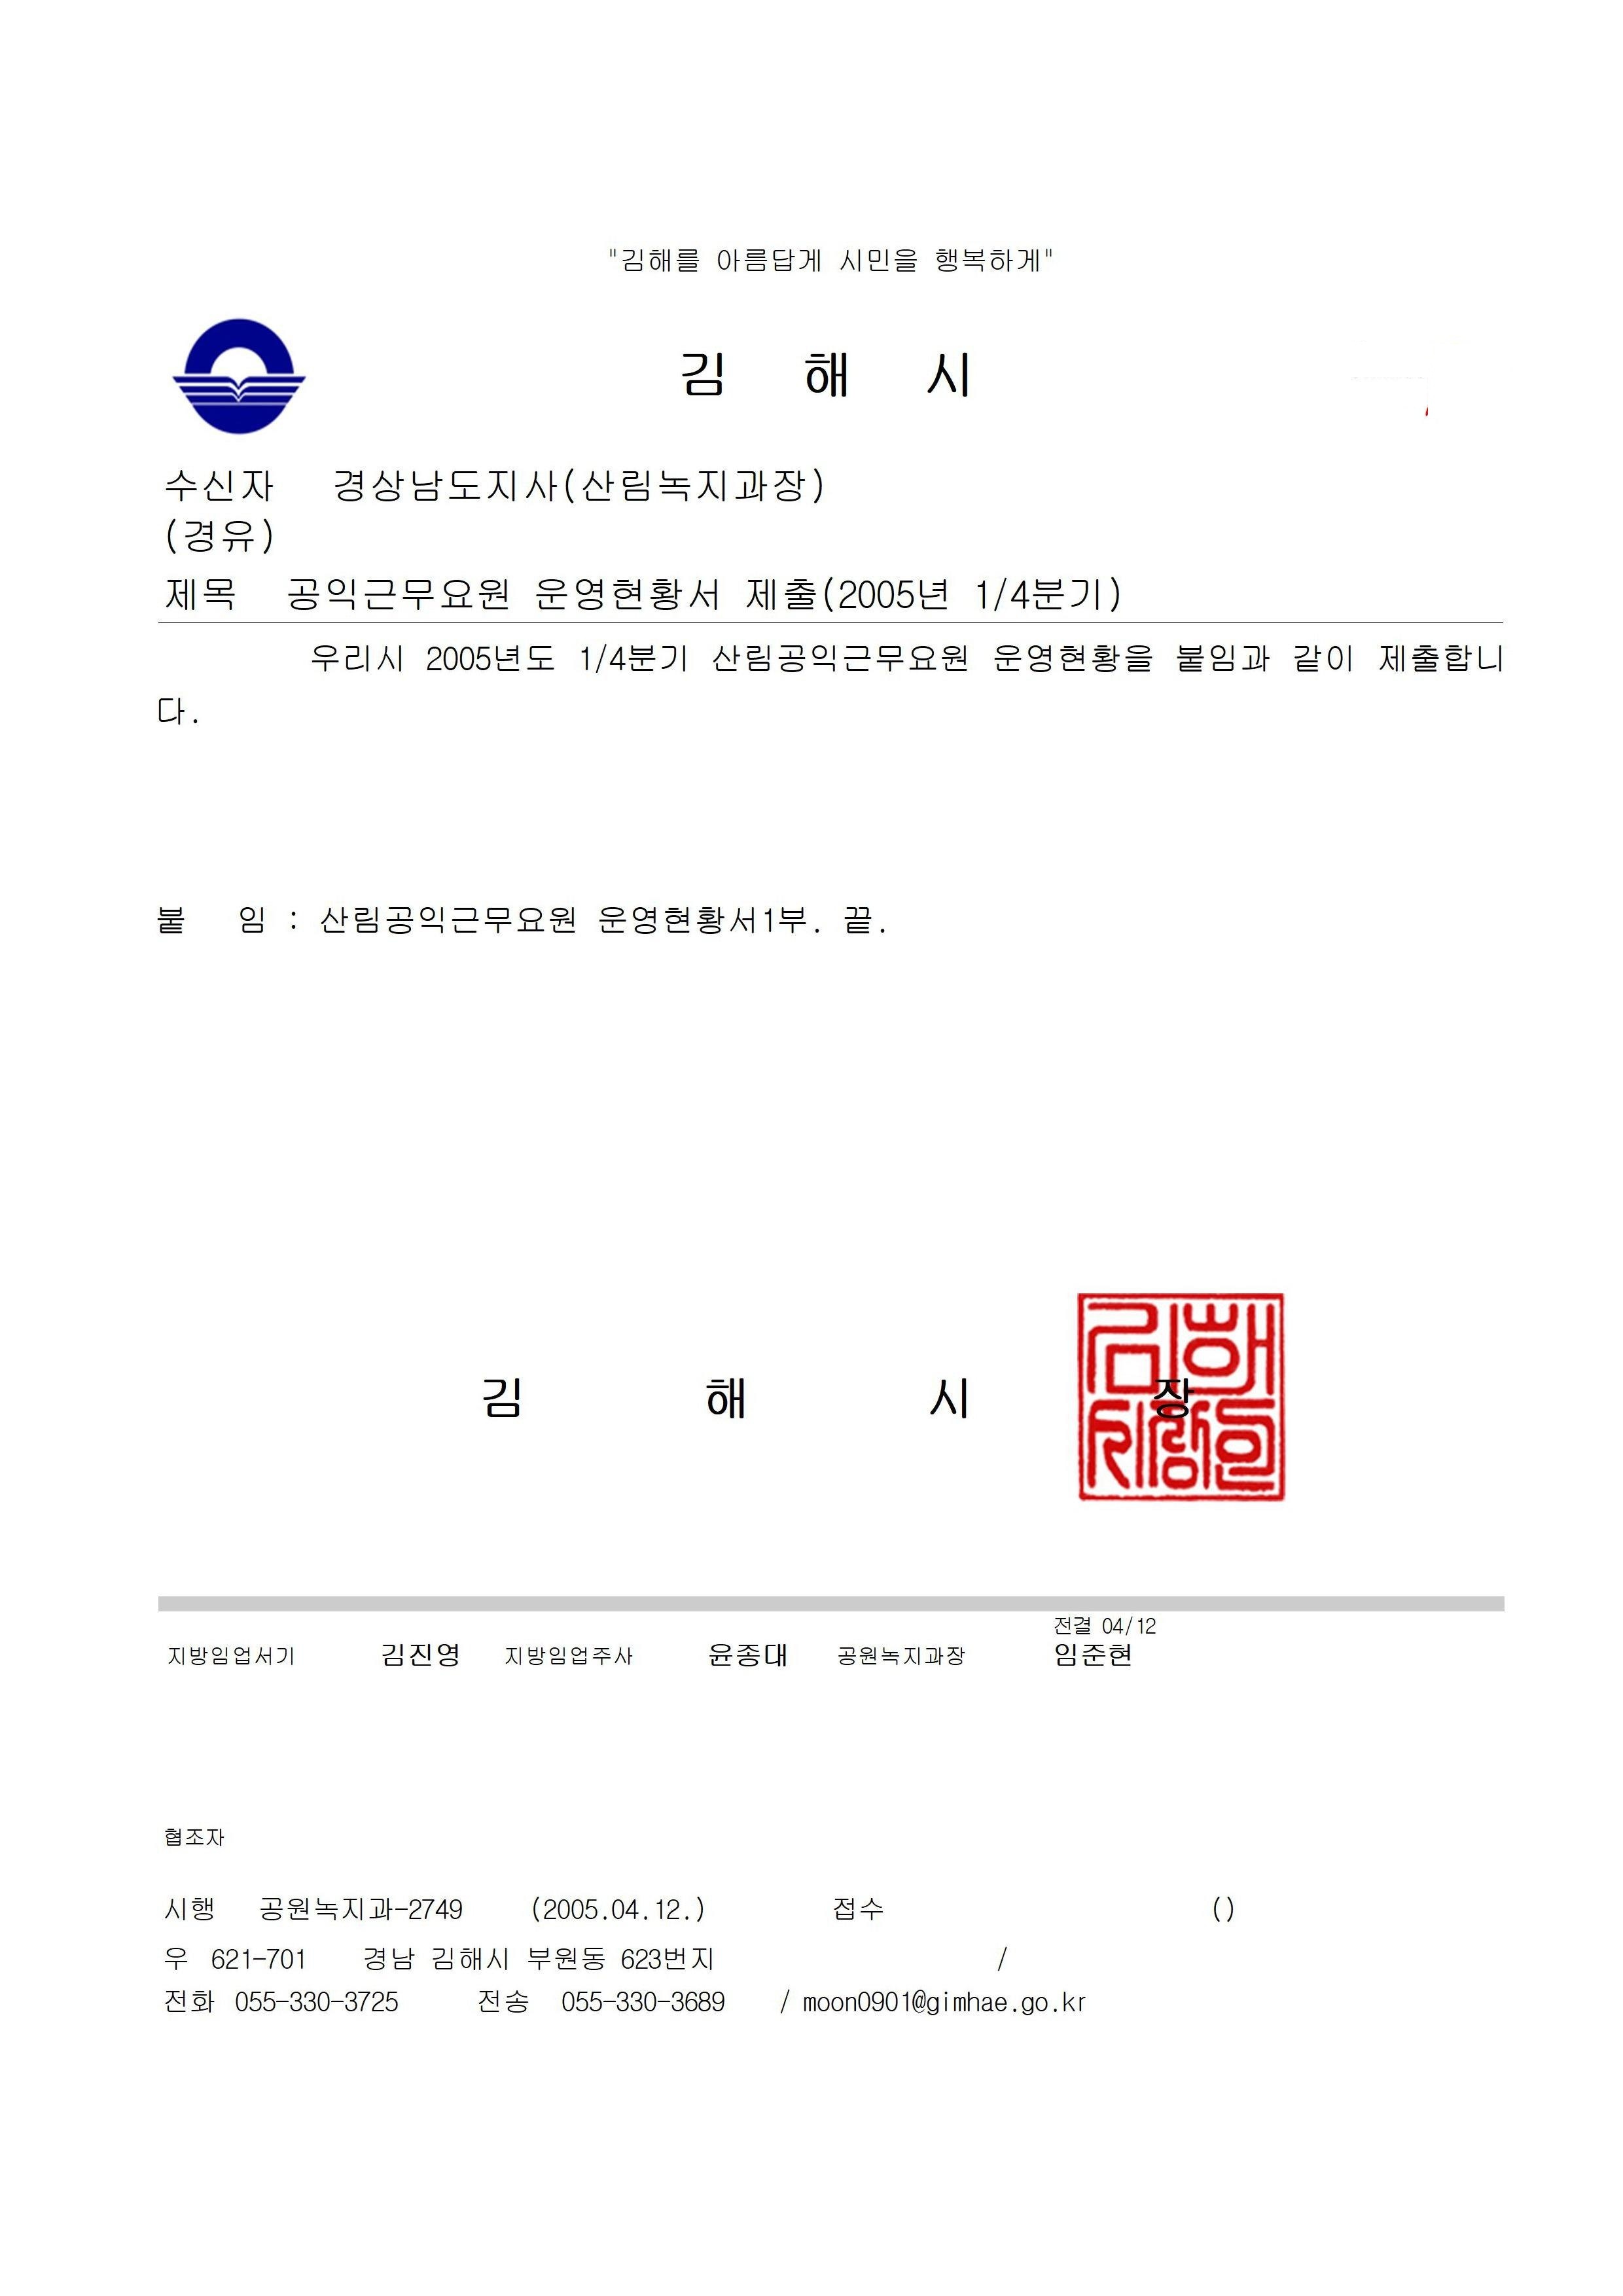 "김해를 아름답게 시민을 행복하게"
김 해 시
수신자 경상남도지사(산림녹지과장)
(경유)
제목 공익근무요원 운영현황서 제출(2005년 1/4분기)
우리시 2005년도 1/4분기 산림공익근무요원 운영현황을 붙임과 같이 제출합니
다.
붙 임 : 산림공익근무요원 운영현황서1부. 끝.
김 해 시 장
전결 04/12
지방임업서기 김진영 지방임업주사 윤종대 공원녹지과장 임준현
협조자
시행 공원녹지과-2749 (2005.04.12.) 접수 ()
우 621-701 경남 김해시 부원동 623번지 /
전화 055-330-3725 전송 055-330-3689 / moon0901@gimhae.go.kr